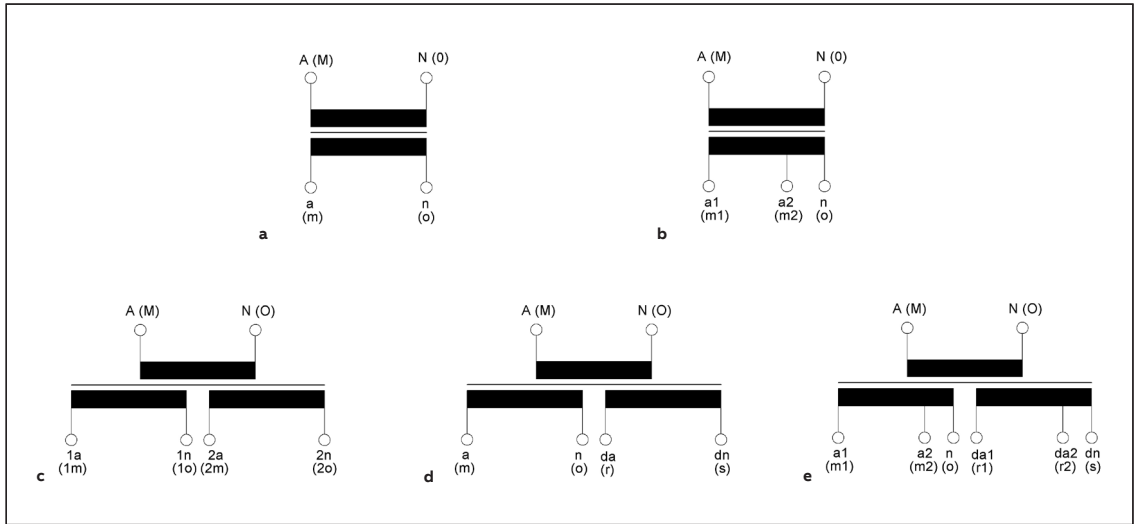 A (M) N (0)
a n
(m) (o)
a
A (M) N (0)
a1 a2 n
(m1) (m2) (o)
b
A (M) N (O)
1a 1n 2a 2n
(1m) (1o) (2m) (2o)
c
A (M) N (O)
a n da dn
(m) (o) (r) (s)
d
A (M) N (O)
a1 a2 n da1 da2 dn
(m1) (m2) (o) (r1) (r2) (s)
e